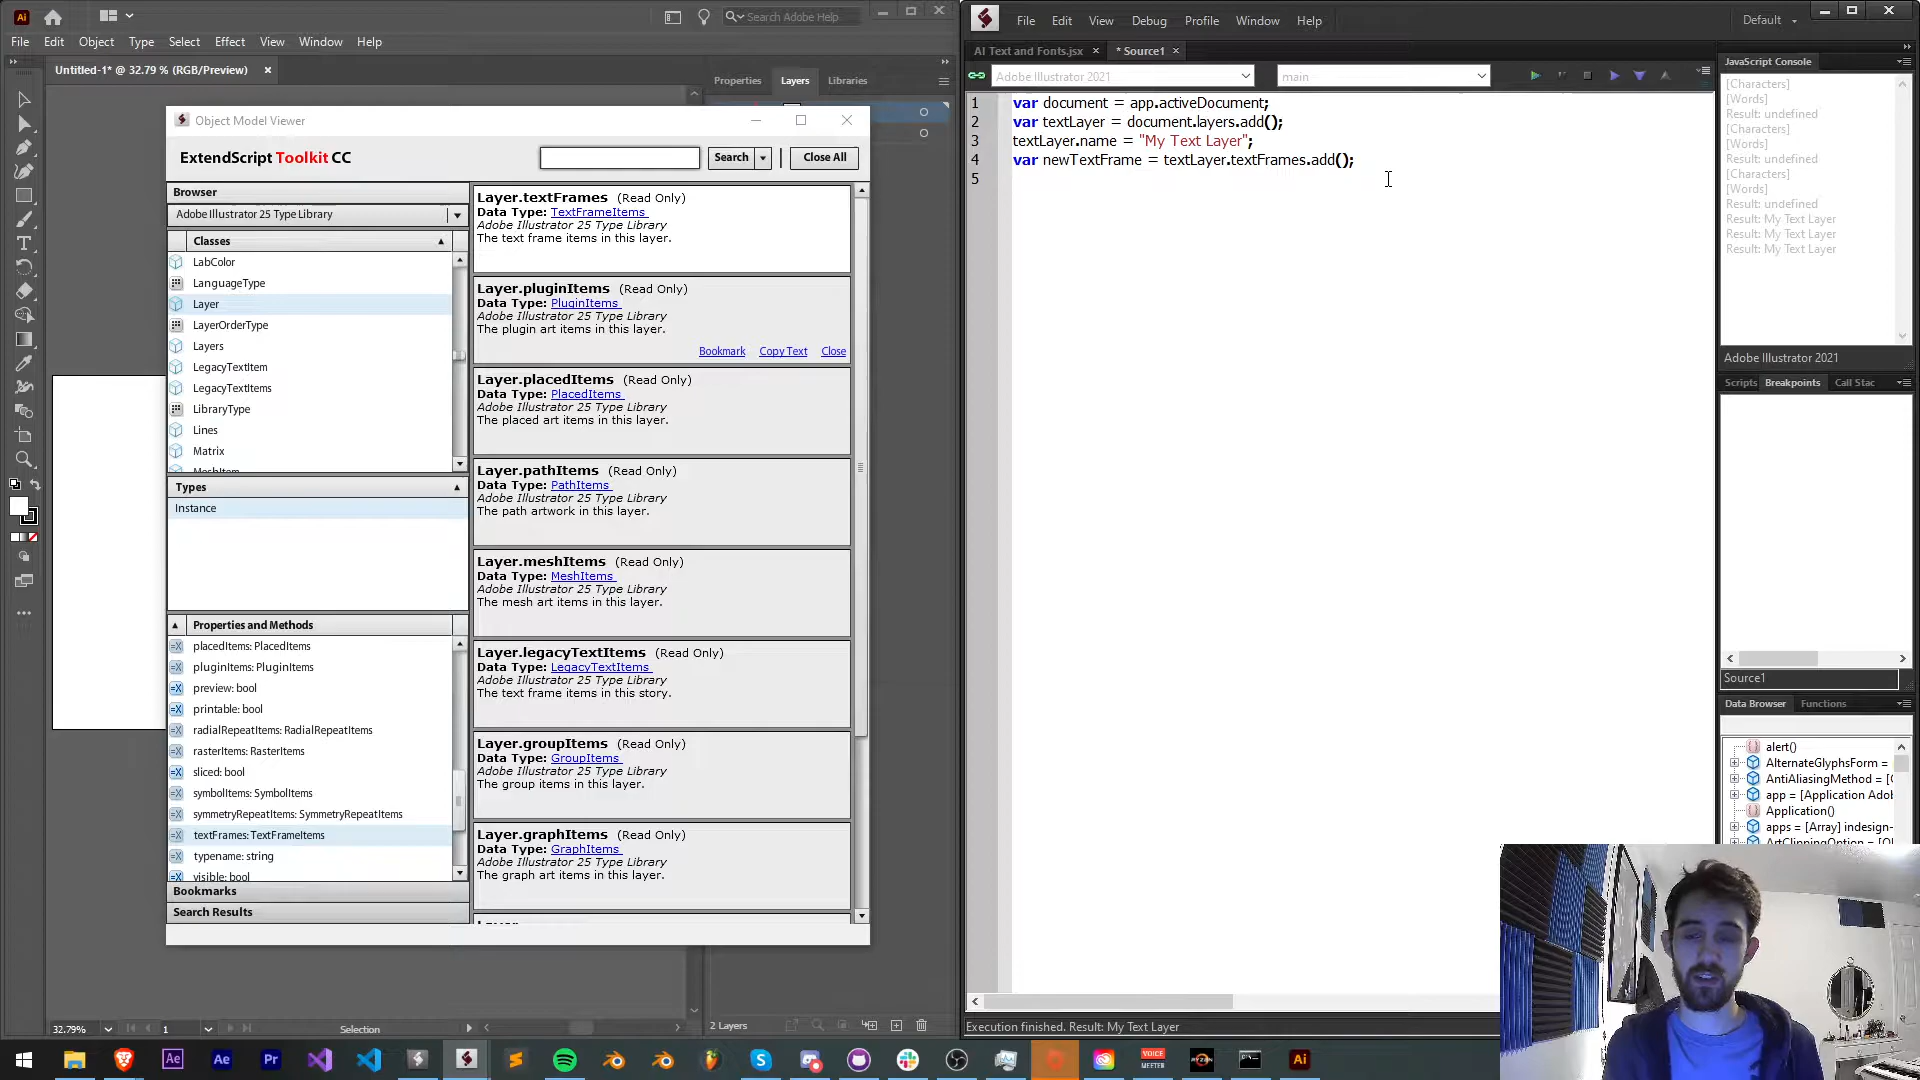 Ai
Search Adobe Help
File Edit Object Type Select Effect View Window Help
Untitled-1* @ 32.79 % (RGB/Preview)
Properties Layers Libraries
Object Model Viewer
ExtendScript Toolkit CC
Search
Close All
Browser
Adobe Illustrator 25 Type Library
Classes
LabColor
LanguageType
Layer
LayerOrderType
Layers
LegacyTextItem
LegacyTextItems
LibraryType
Lines
Matrix
MeshItem
Types
Instance
Properties and Methods
placedItems: PlacedItems
pluginItems: PluginItems
preview: bool
printable: bool
radialRepeatItems: RadialRepeatItems
rasterItems: RasterItems
sliced: bool
symbolItems: SymbolItems
symmetryRepeatItems: SymmetryRepeatItems
textFrames: TextFrameItems
typename: string
visible: bool
Bookmarks
Search Results
Layer.textFrames (Read Only)
Data Type: TextFrameItems
Adobe Illustrator 25 Type Library
The text frame items in this layer.
Layer.pluginItems (Read Only)
Data Type: PluginItems
Adobe Illustrator 25 Type Library
The plugin art items in this layer.
Bookmark Copy Text Close
Layer.placedItems (Read Only)
Data Type: PlacedItems
Adobe Illustrator 25 Type Library
The placed art items in this layer.
Layer.pathItems (Read Only)
Data Type: PathItems
Adobe Illustrator 25 Type Library
The path artwork in this layer.
Layer.meshItems (Read Only)
Data Type: MeshItems
Adobe Illustrator 25 Type Library
The mesh art items in this layer.
Layer.legacyTextItems (Read Only)
Data Type: LegacyTextItems
Adobe Illustrator 25 Type Library
The text frame items in this story.
Layer.groupItems (Read Only)
Data Type: GroupItems
Adobe Illustrator 25 Type Library
The group items in this layer.
Layer.graphItems (Read Only)
Data Type: GraphItems
Adobe Illustrator 25 Type Library
The graph art items in this layer.
32.79% 1 Selection
2 Layers
File Edit View Debug Profile Window Help
Default
AI Text and Fonts.jsx
* Source1
Adobe Illustrator 2021
main
1 var document = app.activeDocument;
2 var textLayer = document.layers.add();
3 textLayer.name = "My Text Layer";
4 var newTextFrame = textLayer.textFrames.add();
5
Execution finished. Result: My Text Layer
JavaScript Console
[Characters]
[Words]
Result: undefined
[Characters]
[Words]
Result: undefined
[Characters]
[Words]
Result: undefined
Result: My Text Layer
Result: My Text Layer
Result: My Text Layer
Adobe Illustrator 2021
Scripts Breakpoints Call Stac
Source1
Data Browser Functions
alert()
AlternateGlyphsForm =
AntiAliasingMethod = [
app = [Application Adob
Application()
apps = [Array] indesign-
Ae Ae Pr VOICE MEETER RYZEN Ai